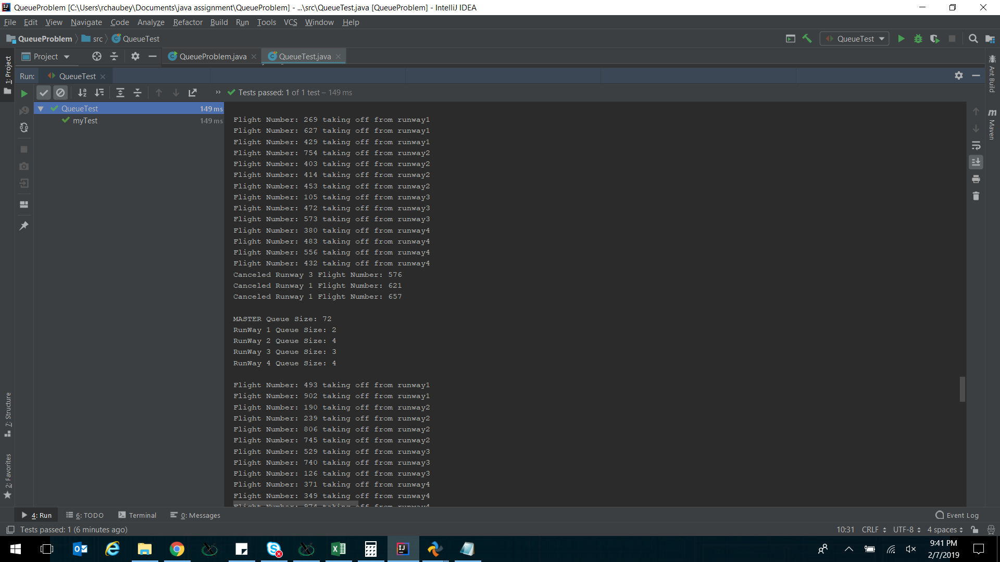 QueueProblem [C:\Users\rchaubey\Documents\java assignment\QueueProblem] - ...\src\QueueTest.java [QueueProblem] - IntelliJ IDEA
File Edit View Navigate Code Analyze Refactor Build Run Tools VCS Window Help
QueueProblem src QueueTest QueueTest
Project QueueProblem.java QueueTest.java
1: Project
Ant Build
Run: QueueTest
Tests passed: 1 of 1 test – 149 ms
QueueTest 149 ms
myTest 149 ms
Maven
Flight Number: 269 taking off from runway1
Flight Number: 627 taking off from runway1
Flight Number: 429 taking off from runway1
Flight Number: 754 taking off from runway2
Flight Number: 403 taking off from runway2
Flight Number: 414 taking off from runway2
Flight Number: 453 taking off from runway2
Flight Number: 105 taking off from runway3
Flight Number: 472 taking off from runway3
Flight Number: 573 taking off from runway3
Flight Number: 380 taking off from runway4
Flight Number: 483 taking off from runway4
Flight Number: 556 taking off from runway4
Flight Number: 432 taking off from runway4
Canceled Runway 3 Flight Number: 576
Canceled Runway 1 Flight Number: 621
Canceled Runway 1 Flight Number: 657
MASTER Queue Size: 72
RunWay 1 Queue Size: 2
RunWay 2 Queue Size: 4
RunWay 3 Queue Size: 3
RunWay 4 Queue Size: 4
Flight Number: 493 taking off from runway1
Flight Number: 902 taking off from runway1
Flight Number: 190 taking off from runway2
Flight Number: 239 taking off from runway2
Flight Number: 806 taking off from runway2
Flight Number: 745 taking off from runway2
Flight Number: 529 taking off from runway3
Flight Number: 740 taking off from runway3
Flight Number: 126 taking off from runway3
Flight Number: 371 taking off from runway4
Flight Number: 349 taking off from runway4
Flight Number: 974 taking off from runway4
7: Structure
2: Favorites
4: Run 6: TODO Terminal 0: Messages Event Log
Tests passed: 1 (6 minutes ago) 10:31 CRLF UTF-8 4 spaces
9:41 PM
2/7/2019